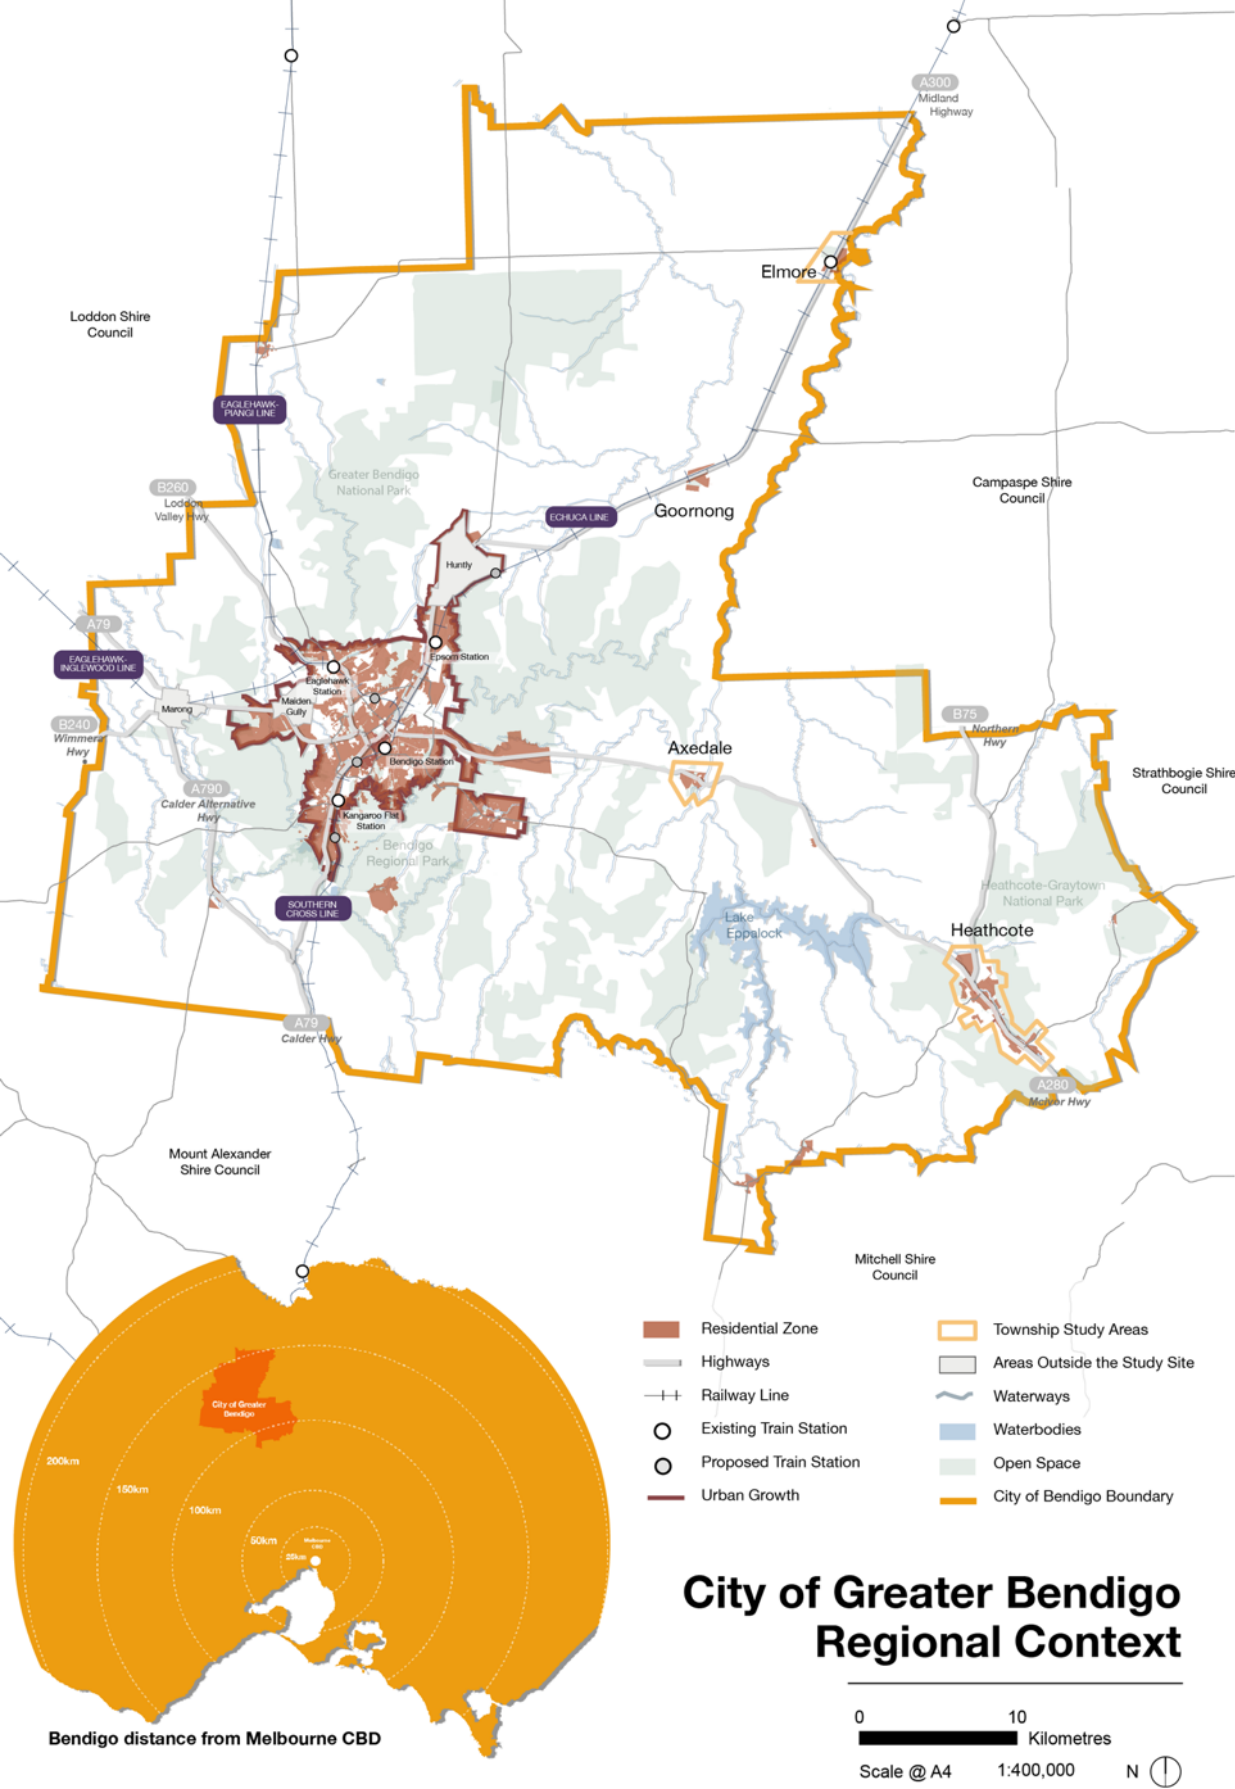 A300
Midland
Highway
Elmore
Loddon Shire
Council
EAGLEHAWK-
PIANGI LINE
Greater Bendigo
National Park
B260
Loddon
Valley Hwy
Campaspe Shire
Council
Goornong
ECHUCA LINE
Huntly
A79
EAGLEHAWK-
INGLEWOOD LINE
Epsom Station
Eaglehawk
Station
Maiden
Gully
Marong
B240
Wimmera
Hwy
B75
Northern
Hwy
Axedale
Bendigo Station
Strathbogie Shire
Council
A790
Calder Alternative
Hwy
Kangaroo Flat
Station
Bendigo
Regional Park
Heathcote-Graytown
National Park
SOUTHERN
CROSS LINE
Lake
Eppalock
Heathcote
A79
Calder Hwy
A280
McIvor Hwy
Mount Alexander
Shire Council
Mitchell Shire
Council
Residential Zone
Highways
Railway Line
Existing Train Station
Proposed Train Station
Urban Growth
Township Study Areas
Areas Outside the Study Site
Waterways
Waterbodies
Open Space
City of Bendigo Boundary
City of Greater
Bendigo
200km
150km
100km
50km
25km
Melbourne
CBD
Bendigo distance from Melbourne CBD
City of Greater Bendigo
Regional Context
0 10
Kilometres
Scale @ A4 1:400,000 N